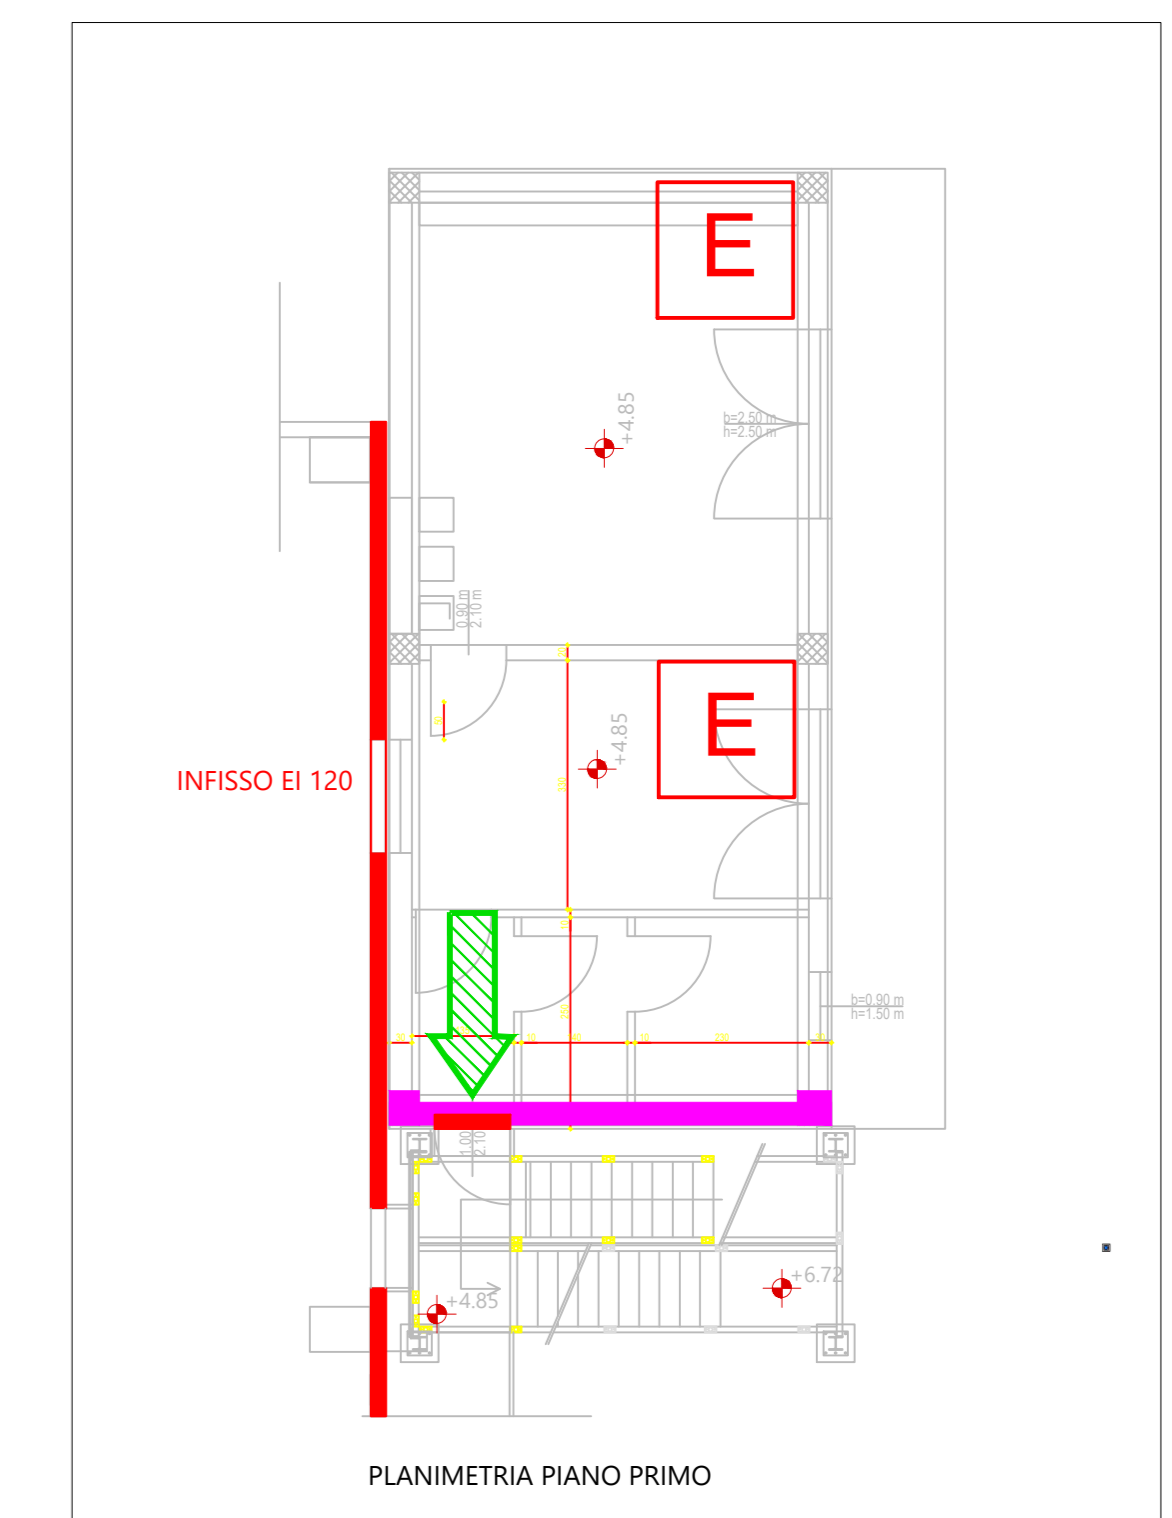 E
+4.85
b=2.50 m
h=2.50 m
0.90 m
2.10 m
E
+4.85
INFISSO EI 120
b=0.90 m
h=1.50 m
1.00
2.10
+6.72
+4.85
PLANIMETRIA PIANO PRIMO